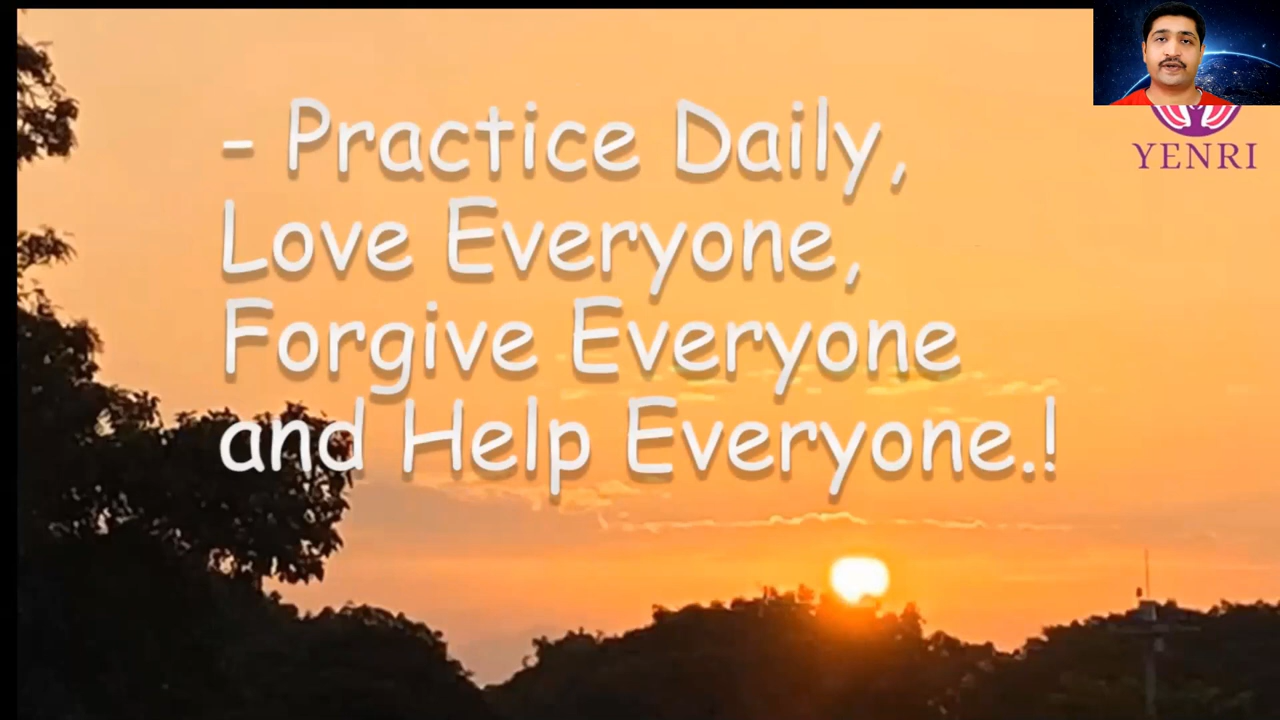 - Practice Daily,
Love Everyone,
Forgive Everyone
and Help Everyone.!
YENRI